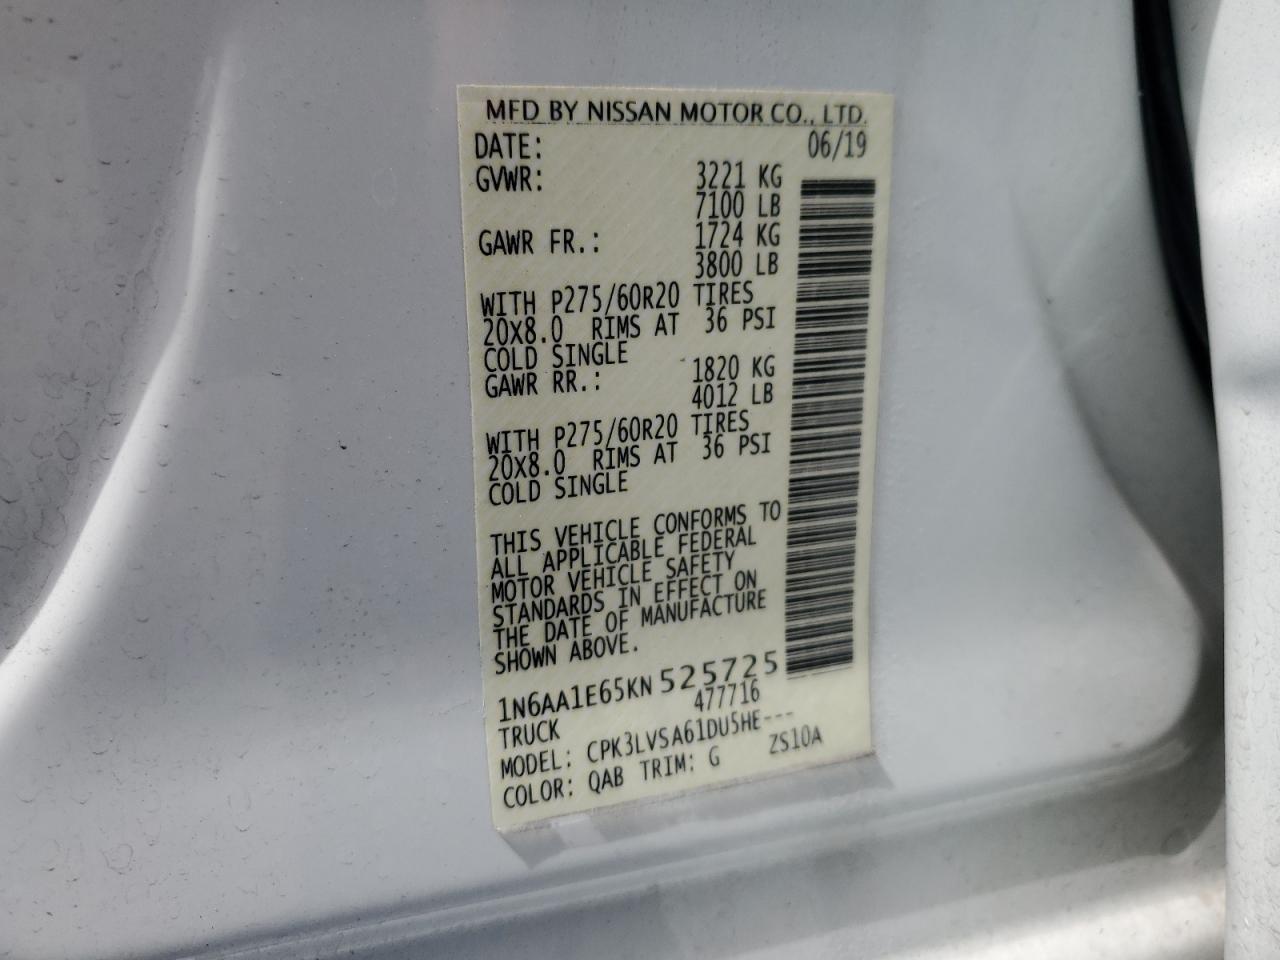 MFD BY NISSAN MOTOR CO., LTD.
DATE: 06/19
GVWR: 3221 KG
7100 LB
GAWR FR.: 1724 KG
3800 LB
WITH P275/60R20 TIRES
20X8.0 RIMS AT 36 PSI
COLD SINGLE
GAWR RR.: 1820 KG
4012 LB
WITH P275/60R20 TIRES
20X8.0 RIMS AT 36 PSI
COLD SINGLE
THIS VEHICLE CONFORMS TO
ALL APPLICABLE FEDERAL
MOTOR VEHICLE SAFETY
STANDARDS IN EFFECT ON
THE DATE OF MANUFACTURE
SHOWN ABOVE.
1N6AA1E65KN525725
TRUCK 477716
MODEL: CPK3LVSA61DU5HE---
COLOR: QAB TRIM: G ZS10A